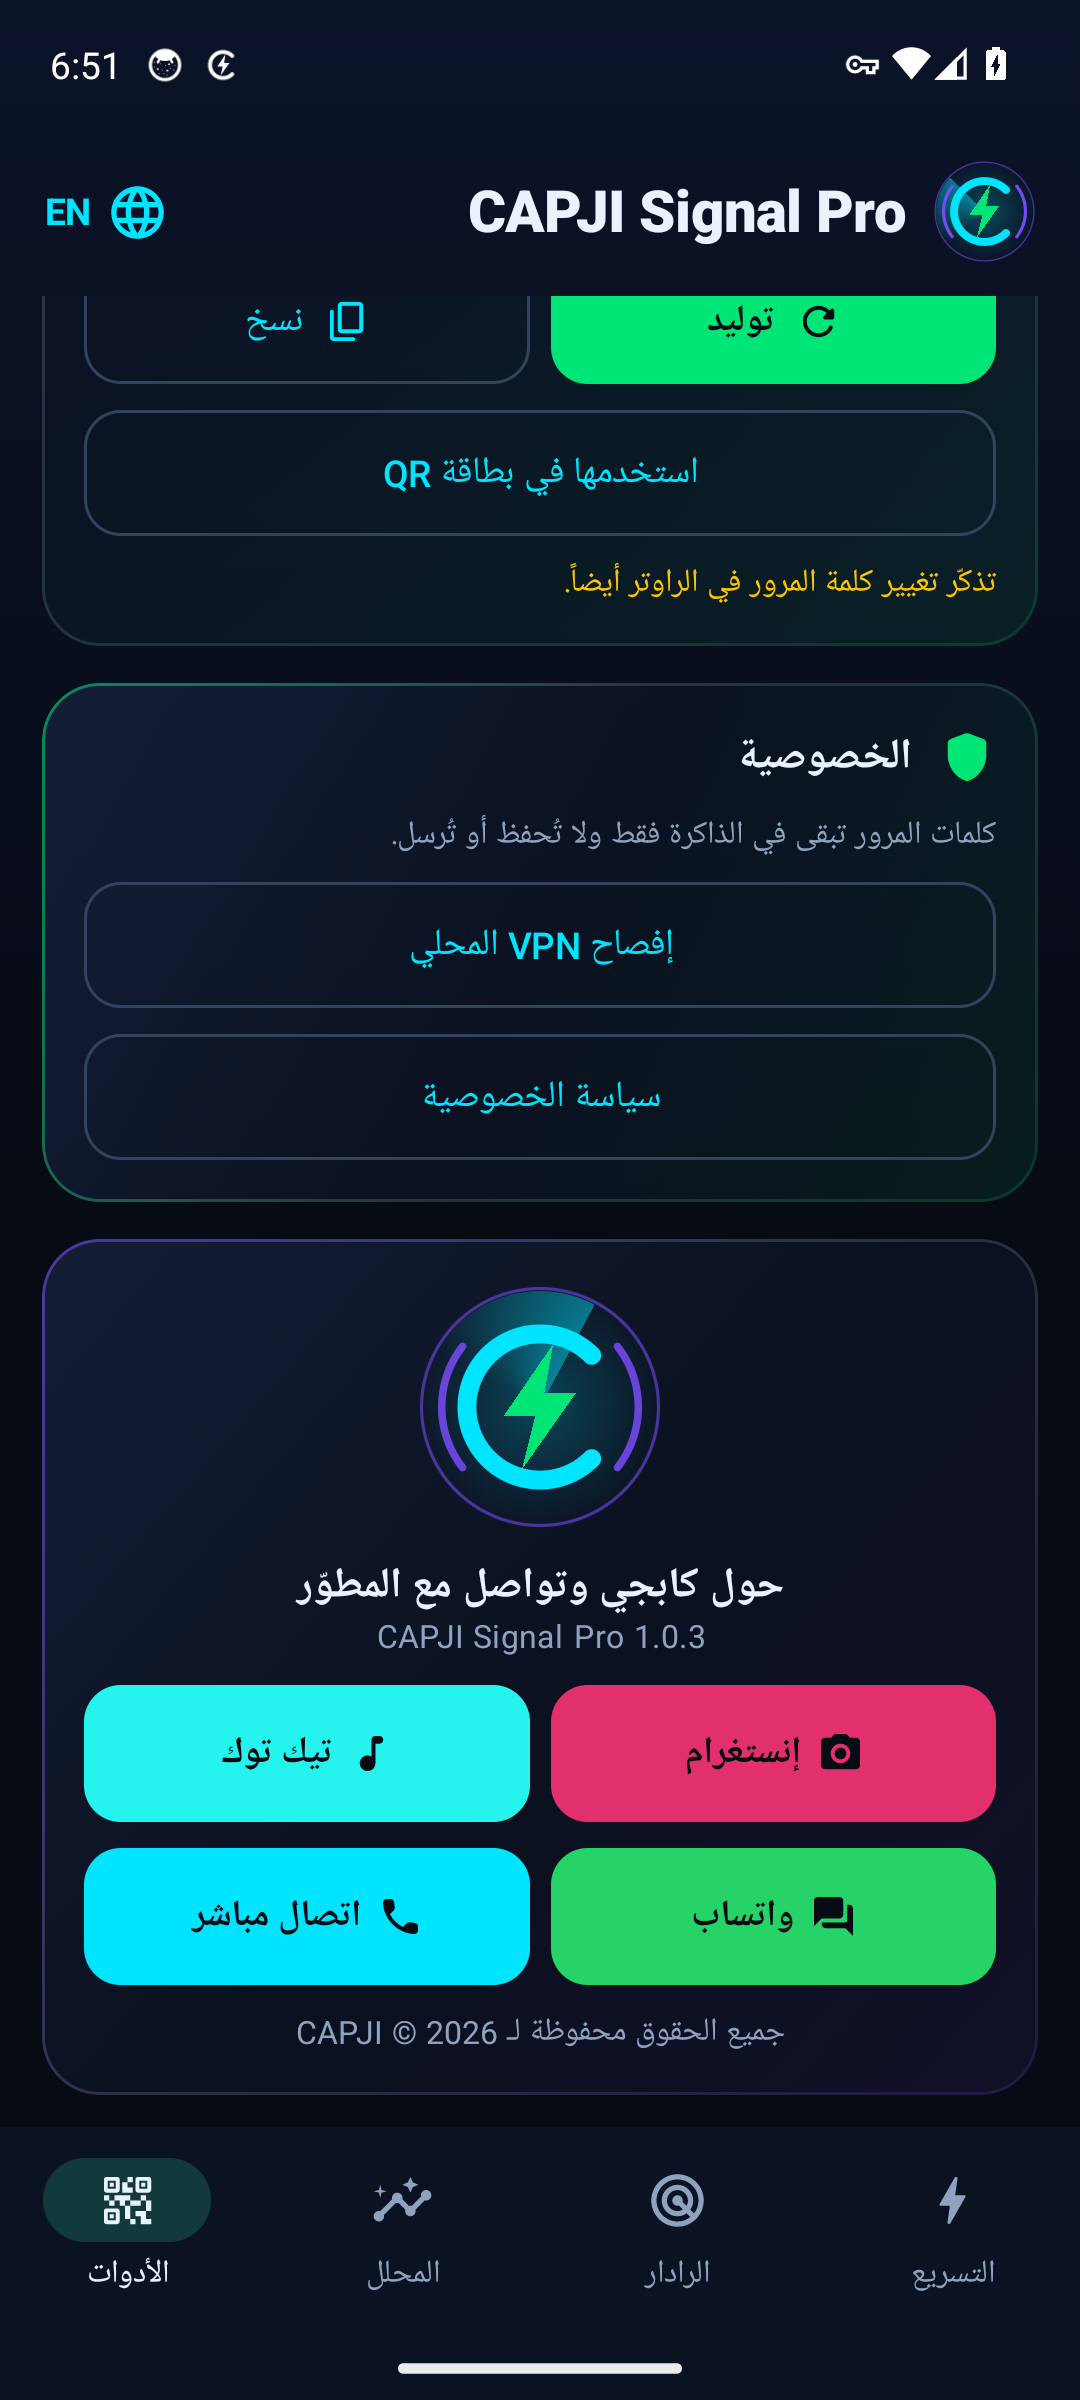 6:51
CAPJI Signal Pro
EN
توليد
نسخ
استخدمها في بطاقة QR
تذكّر تغيير كلمة المرور في الراوتر أيضاً.
الخصوصية
كلمات المرور تبقى في الذاكرة فقط ولا تُحفظ أو تُرسل.
إفصاح VPN المحلي
سياسة الخصوصية
حول كابجي وتواصل مع المطوّر
CAPJI Signal Pro 1.0.3
إنستغرام
تيك توك
واتساب
اتصال مباشر
جميع الحقوق محفوظة لـ CAPJI © 2026
التسريع
الرادار
المحلل
الأدوات